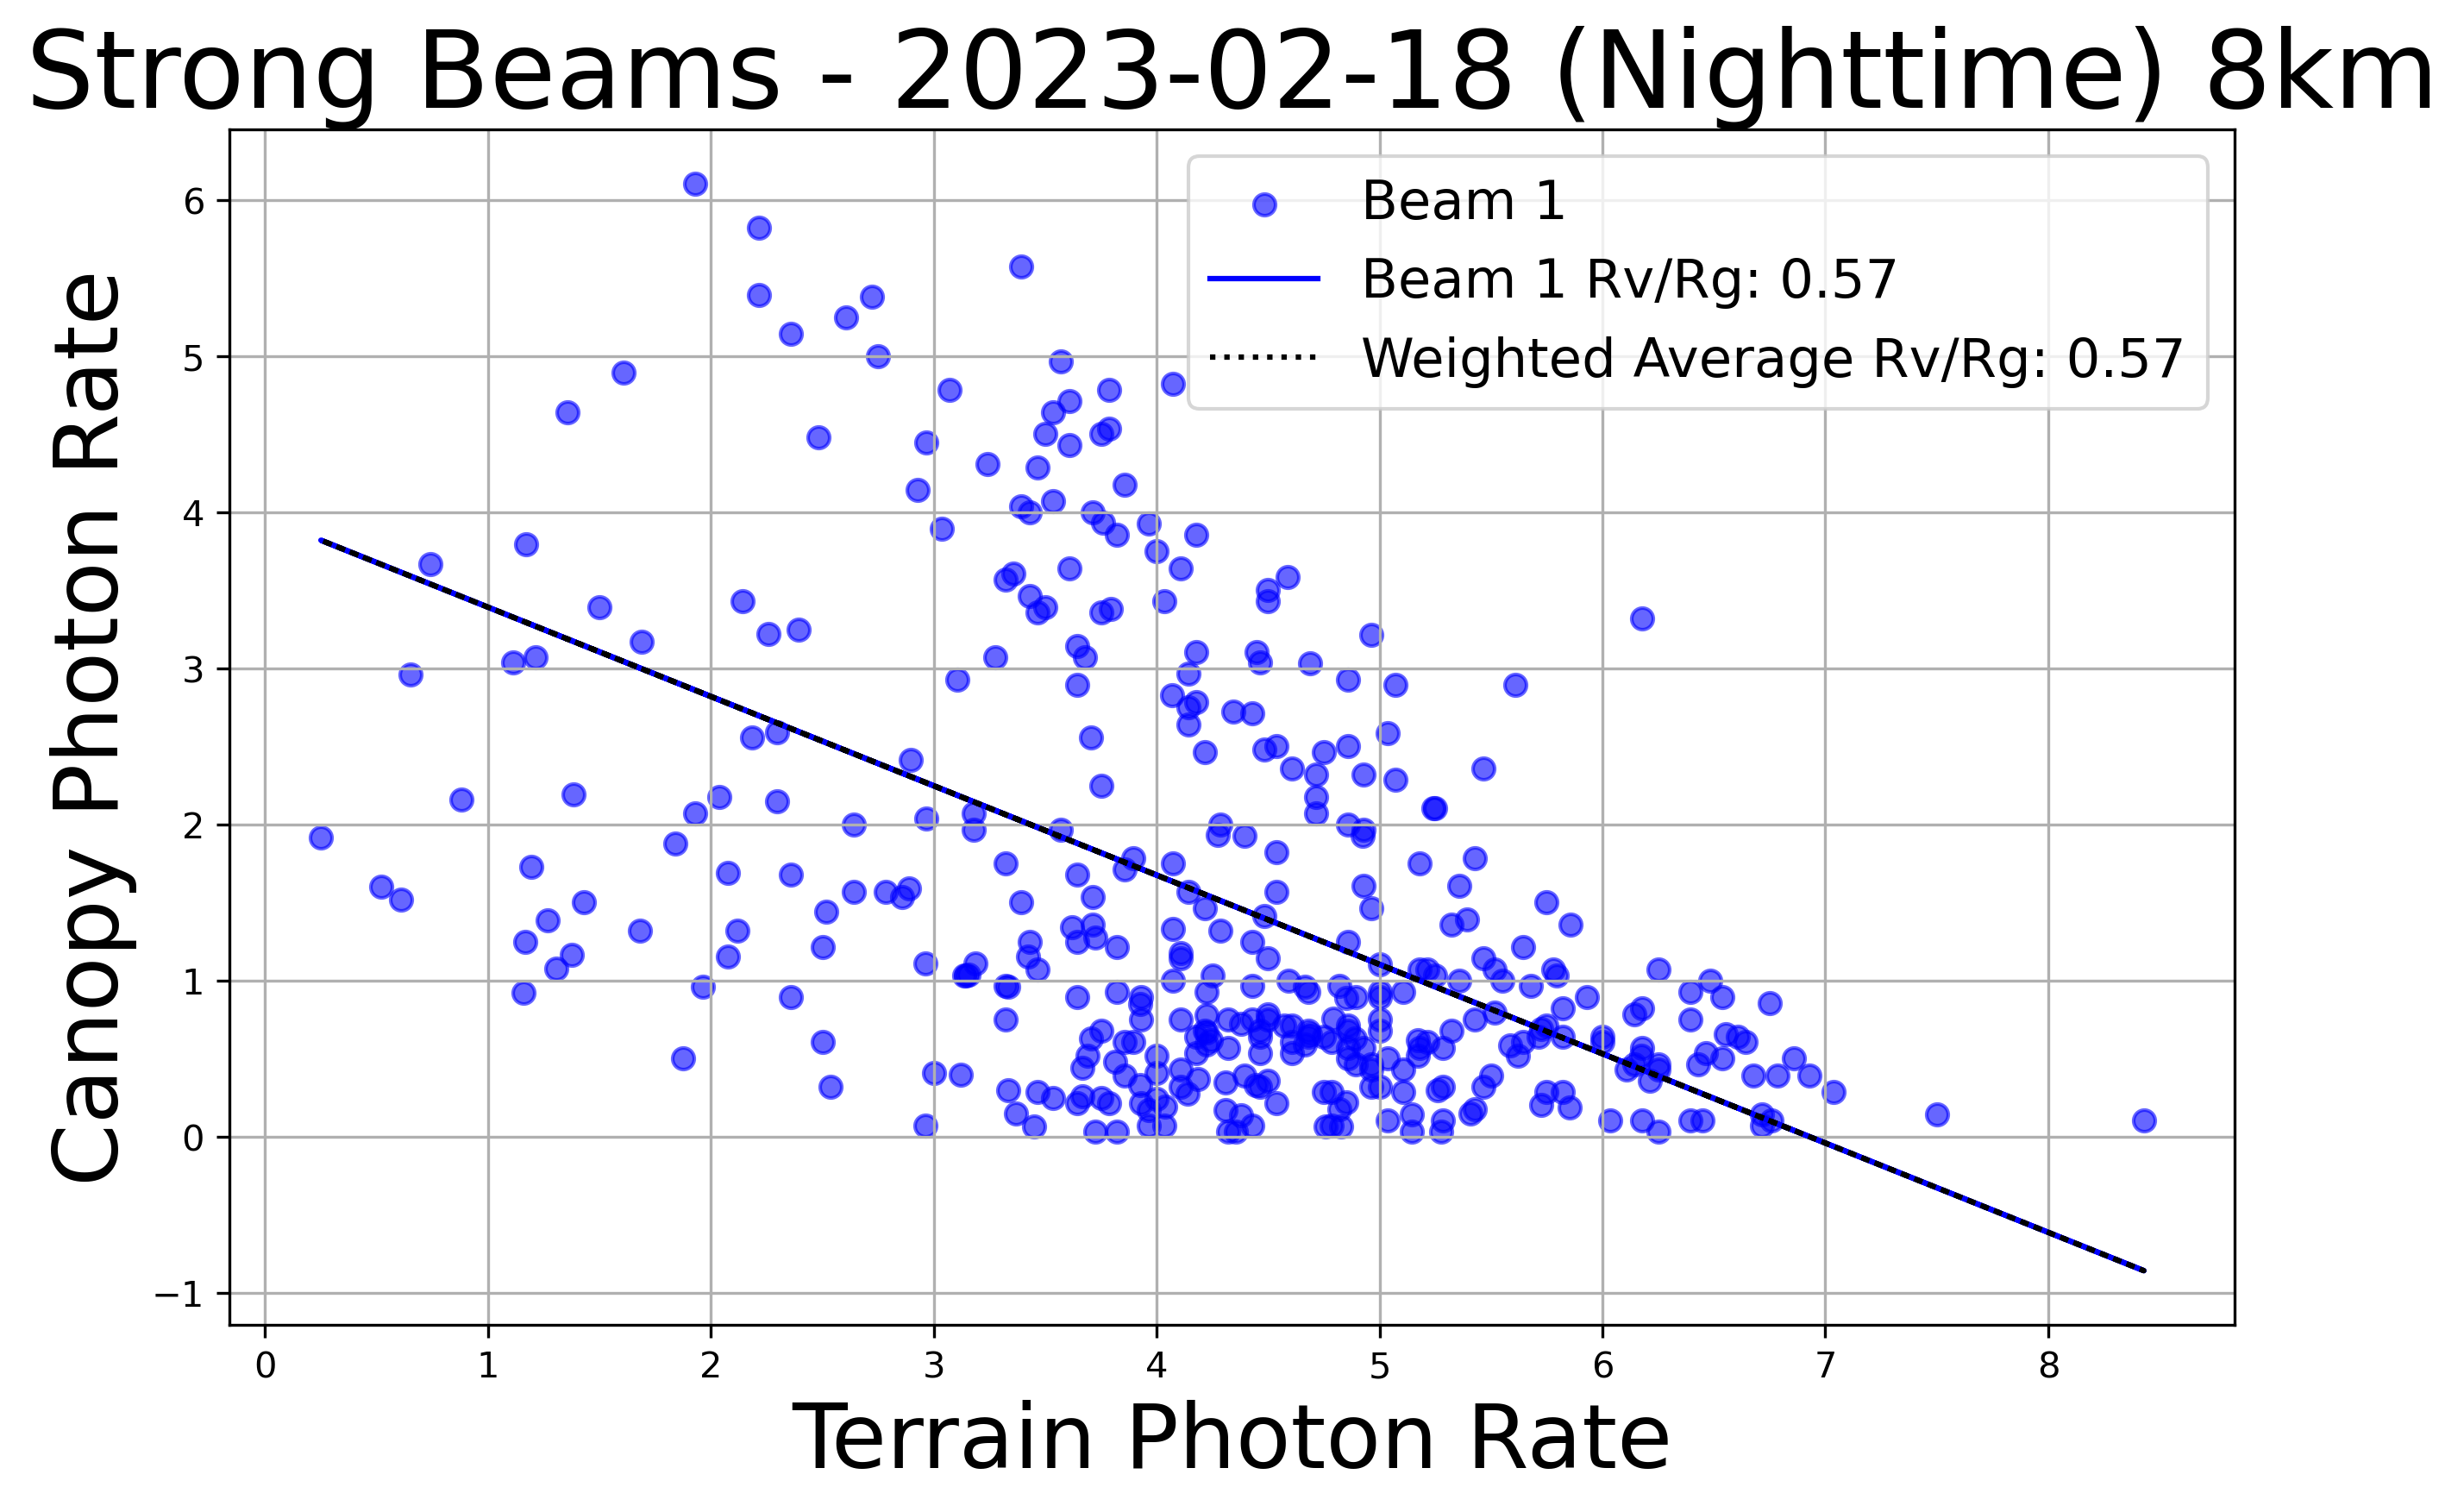 Strong Beams - 2023-02-18 (Nighttime) 8km
Beam 1
Beam 1 Rv/Rg: 0.57
Weighted Average Rv/Rg: 0.57
Canopy Photon Rate
6
5
4
3
2
1
0
−1
0 1 2 3 4 5 6 7 8
Terrain Photon Rate